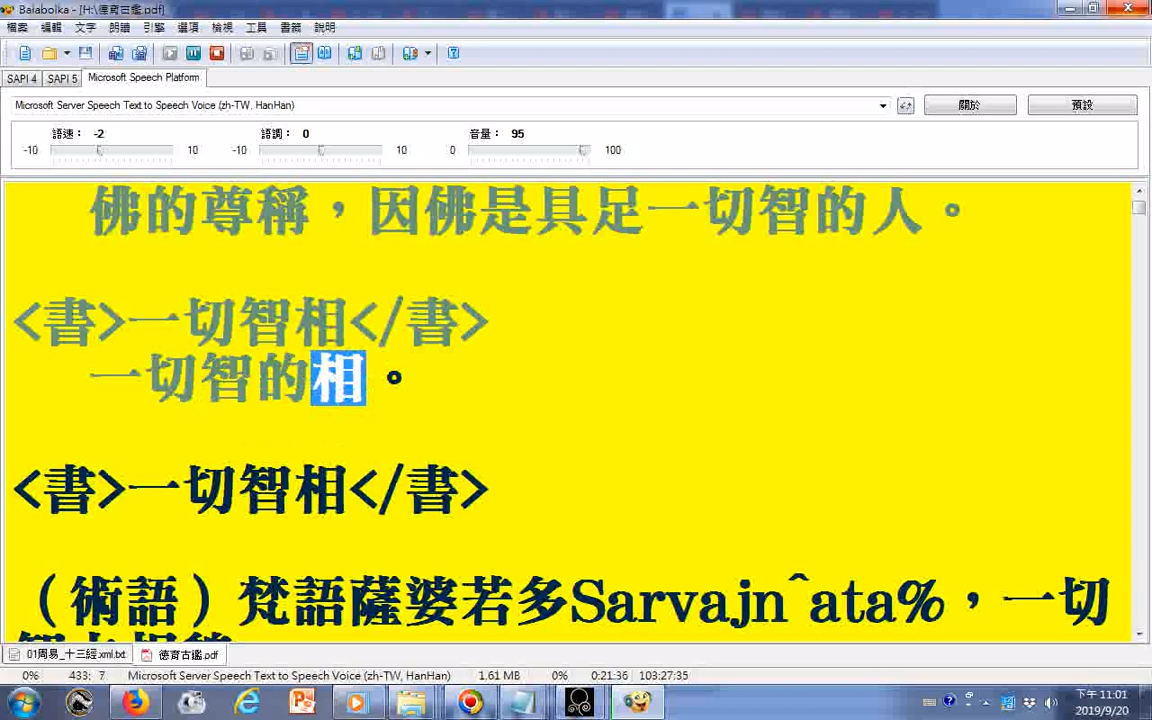 Balabolka - [H:\德育古鑑.pdf]
檔案 編輯 文字 朗讀 引擎 選項 檢視 工具 書籤 說明
SAPI 4 SAPI 5 Microsoft Speech Platform
Microsoft Server Speech Text to Speech Voice (zh-TW, HanHan) 關於 預設
語速： -2 語調： 0 音量： 95
-10 10 -10 10 0 100
佛的尊稱，因佛是具足一切智的人。
<書>一切智相</書>
一切智的相。
<書>一切智相</書>
（術語）梵語薩婆若多Sarvajn^ata%，一切
01周易_十三經.xml.txt 德育古鑑.pdf
0% 433: 7 Microsoft Server Speech Text to Speech Voice (zh-TW, HanHan) 1.61 MB 0% 0:21:36 103:27:35
下午 11:01
2019/9/20